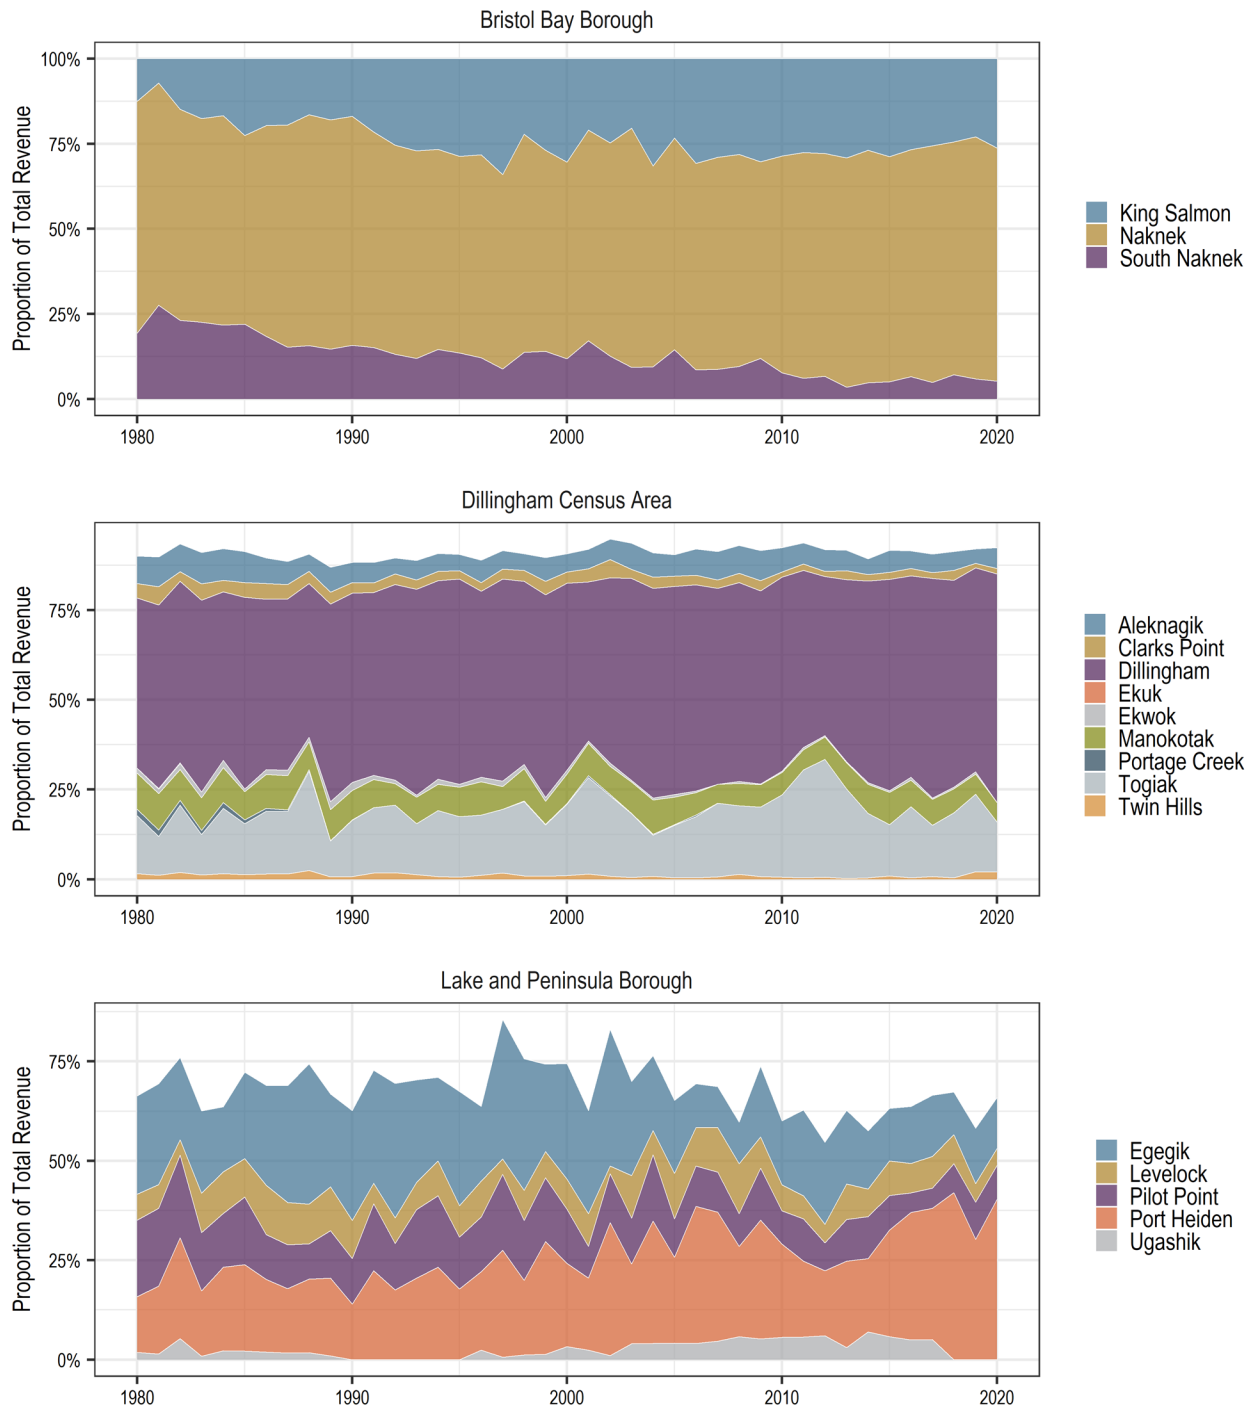 Bristol Bay Borough
Proportion of Total Revenue
100%
75%
50%
25%
0%
1980 1990 2000 2010 2020
King Salmon
Naknek
South Naknek
Dillingham Census Area
Proportion of Total Revenue
75%
50%
25%
0%
1980 1990 2000 2010 2020
Aleknagik
Clarks Point
Dillingham
Ekuk
Ekwok
Manokotak
Portage Creek
Togiak
Twin Hills
Lake and Peninsula Borough
Proportion of Total Revenue
75%
50%
25%
0%
1980 1990 2000 2010 2020
Egegik
Levelock
Pilot Point
Port Heiden
Ugashik